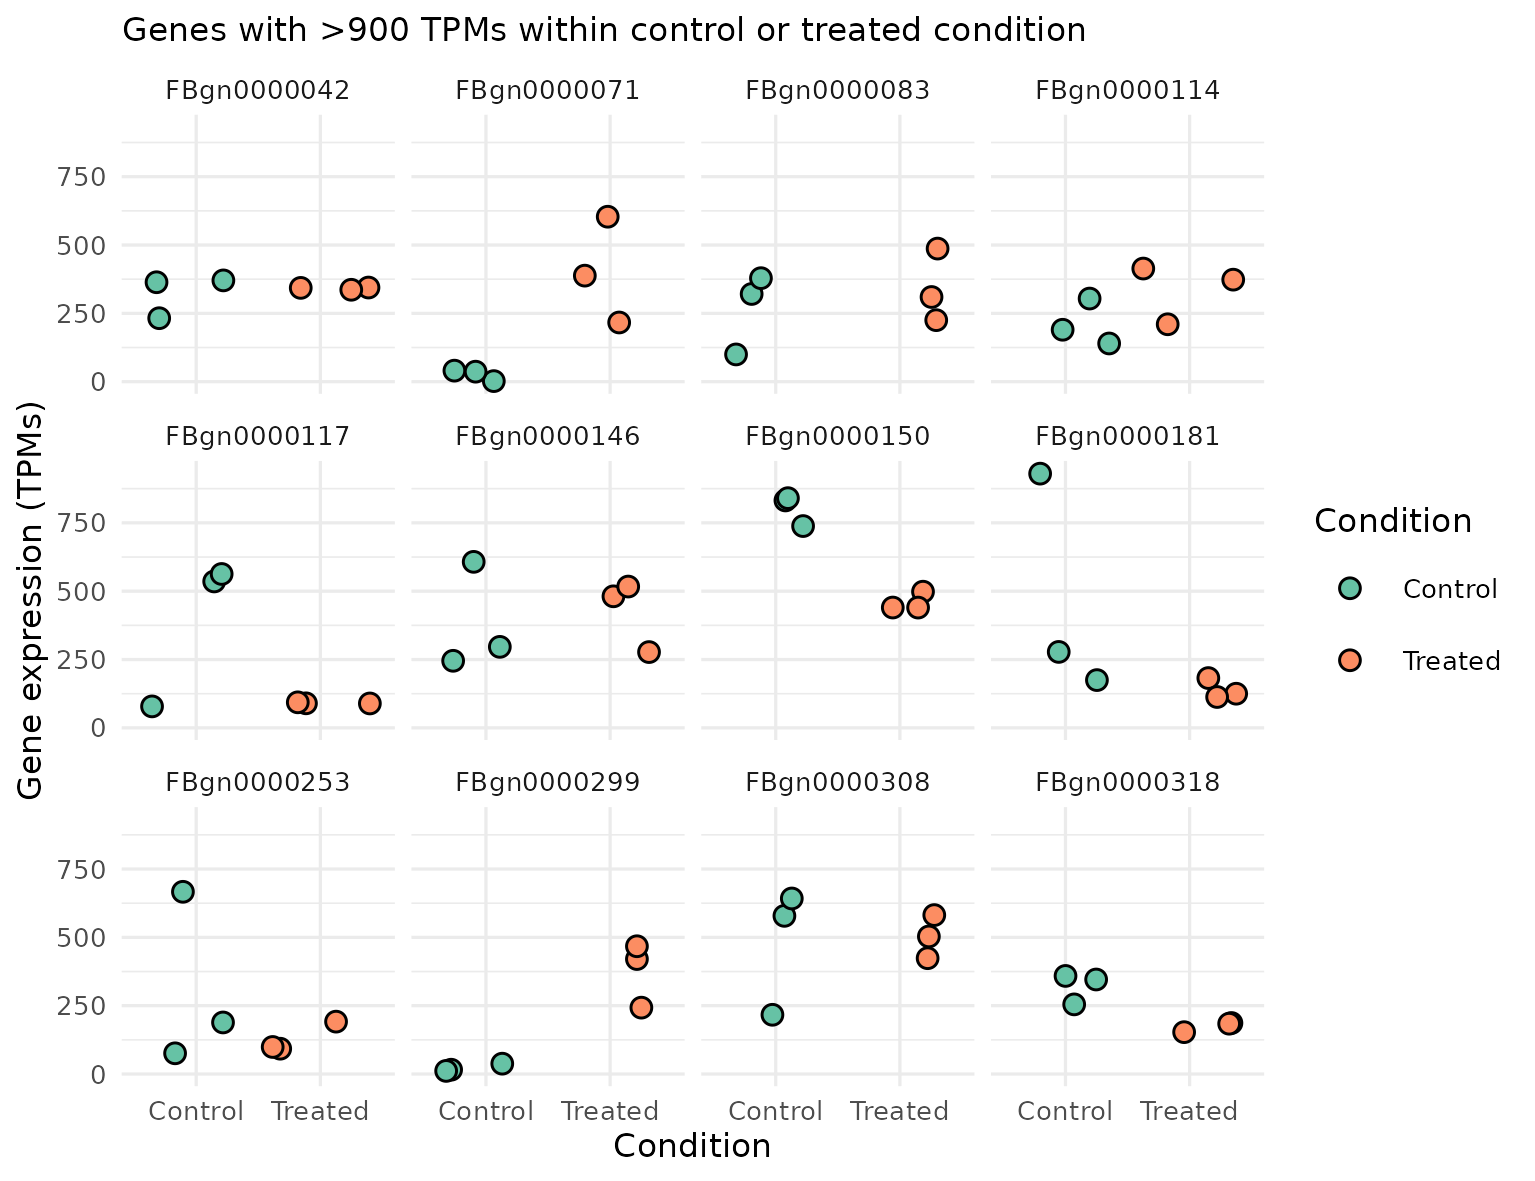 Genes with >900 TPMs within control or treated condition
FBgn0000042 FBgn0000071 FBgn0000083 FBgn0000114
750
500
250
0
FBgn0000117 FBgn0000146 FBgn0000150 FBgn0000181
750
500
250
0
FBgn0000253 FBgn0000299 FBgn0000308 FBgn0000318
750
500
250
0
Control Treated Control Treated Control Treated Control Treated
Condition
Gene expression (TPMs)
Condition
Control
Treated